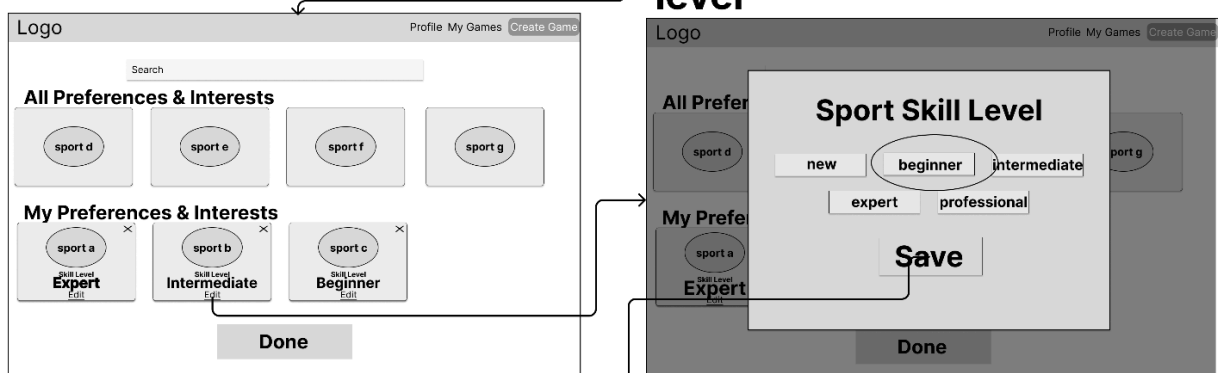 level
Logo
Profile My Games Create Game
Search
All Preferences & Interests
sport d
sport e
sport f
sport g
My Preferences & Interests
X
sport a
Skill Level
Expert
Edit
X
sport b
Skill Level
Intermediate
Edit
X
sport c
Skill Level
Beginner
Edit
Done
Logo
Profile My Games Create Game
All Prefer
sport d
port g
My Prefe
sport a
Skill Level
Expert
Edit
Sport Skill Level
new
beginner
intermediate
expert
professional
Save
Done